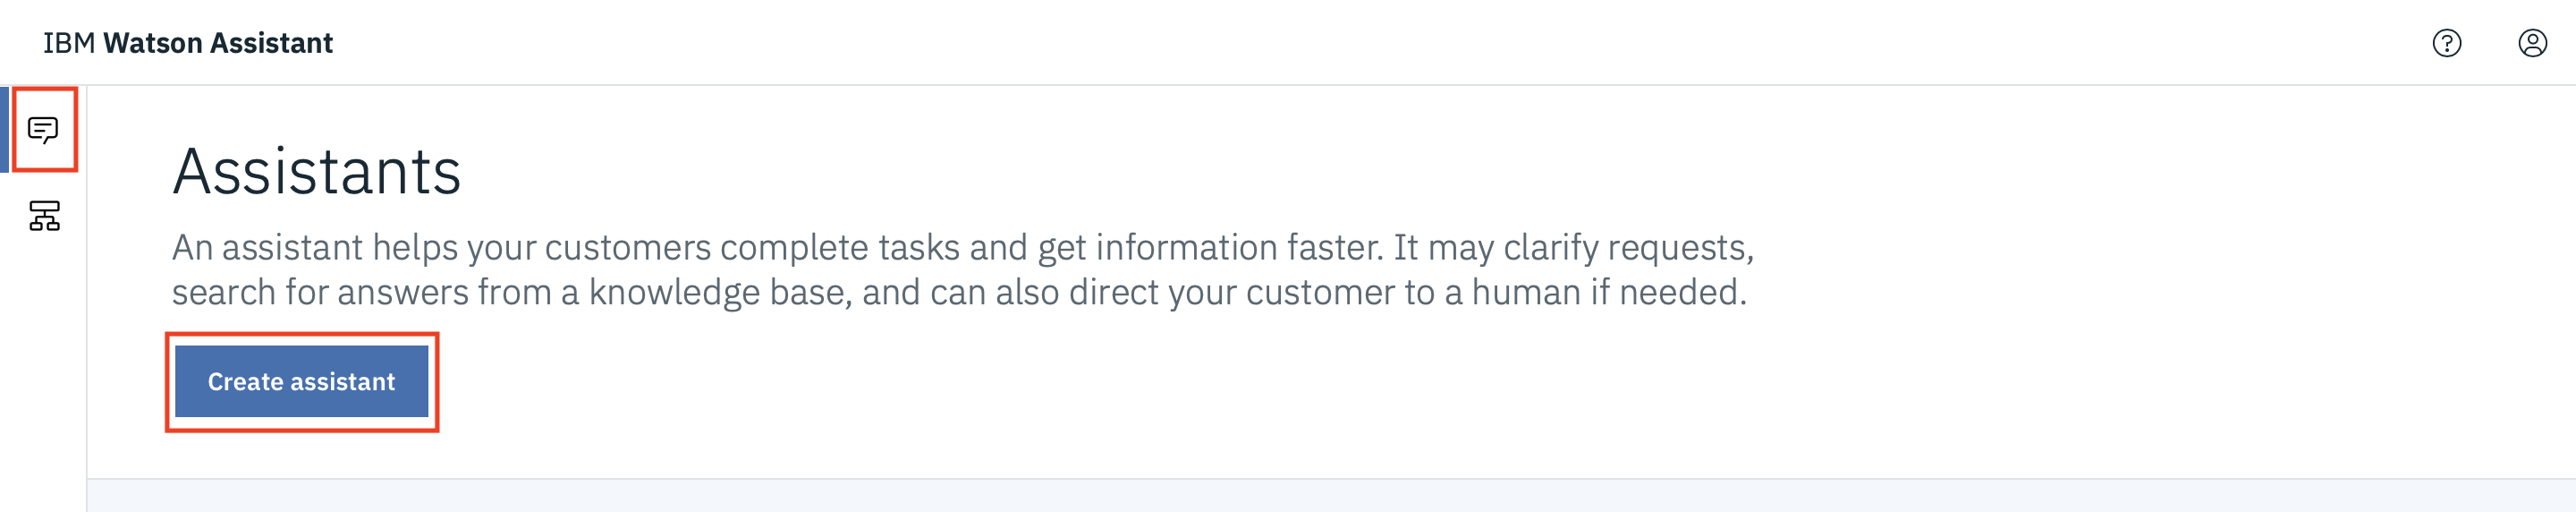 IBM Watson Assistant
Assistants
An assistant helps your customers complete tasks and get information faster. It may clarify requests,
search for answers from a knowledge base, and can also direct your customer to a human if needed.
Create assistant